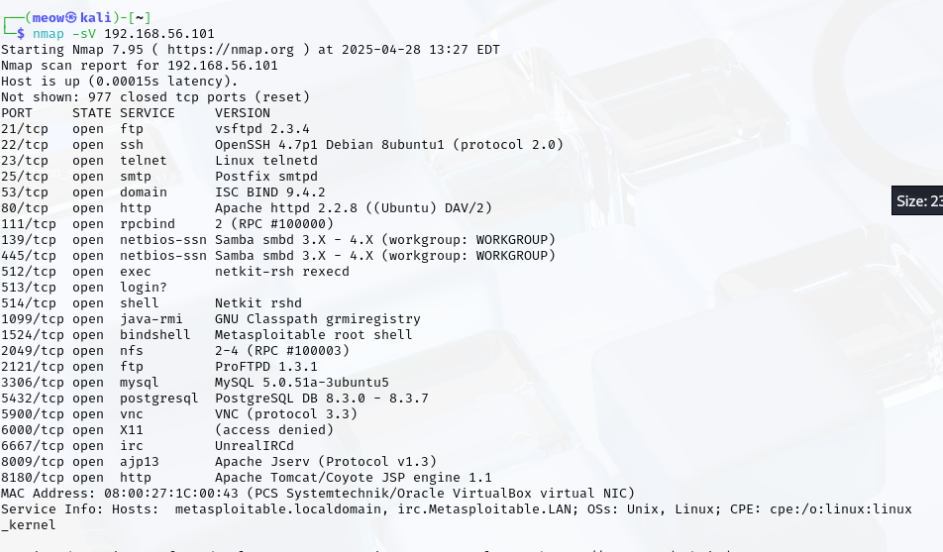 ┌──(meow㉿kali)-[~]
└─$ nmap -sV 192.168.56.101
Starting Nmap 7.95 ( https://nmap.org ) at 2025-04-28 13:27 EDT
Nmap scan report for 192.168.56.101
Host is up (0.00015s latency).
Not shown: 977 closed tcp ports (reset)
PORT     STATE SERVICE     VERSION
21/tcp   open  ftp         vsftpd 2.3.4
22/tcp   open  ssh         OpenSSH 4.7p1 Debian 8ubuntu1 (protocol 2.0)
23/tcp   open  telnet      Linux telnetd
25/tcp   open  smtp        Postfix smtpd
53/tcp   open  domain      ISC BIND 9.4.2
80/tcp   open  http        Apache httpd 2.2.8 ((Ubuntu) DAV/2)
Size: 23
111/tcp  open  rpcbind     2 (RPC #100000)
139/tcp  open  netbios-ssn Samba smbd 3.X - 4.X (workgroup: WORKGROUP)
445/tcp  open  netbios-ssn Samba smbd 3.X - 4.X (workgroup: WORKGROUP)
512/tcp  open  exec        netkit-rsh rexecd
513/tcp  open  login?
514/tcp  open  shell       Netkit rshd
1099/tcp open  java-rmi    GNU Classpath grmiregistry
1524/tcp open  bindshell   Metasploitable root shell
2049/tcp open  nfs         2-4 (RPC #100003)
2121/tcp open  ftp         ProFTPD 1.3.1
3306/tcp open  mysql       MySQL 5.0.51a-3ubuntu5
5432/tcp open  postgresql  PostgreSQL DB 8.3.0 - 8.3.7
5900/tcp open  vnc         VNC (protocol 3.3)
6000/tcp open  X11         (access denied)
6667/tcp open  irc         UnrealIRCd
8009/tcp open  ajp13       Apache Jserv (Protocol v1.3)
8180/tcp open  http        Apache Tomcat/Coyote JSP engine 1.1
MAC Address: 08:00:27:1C:00:43 (PCS Systemtechnik/Oracle VirtualBox virtual NIC)
Service Info: Hosts:  metasploitable.localdomain, irc.Metasploitable.LAN; OSs: Unix, Linux; CPE: cpe:/o:linux:linux
_kernel